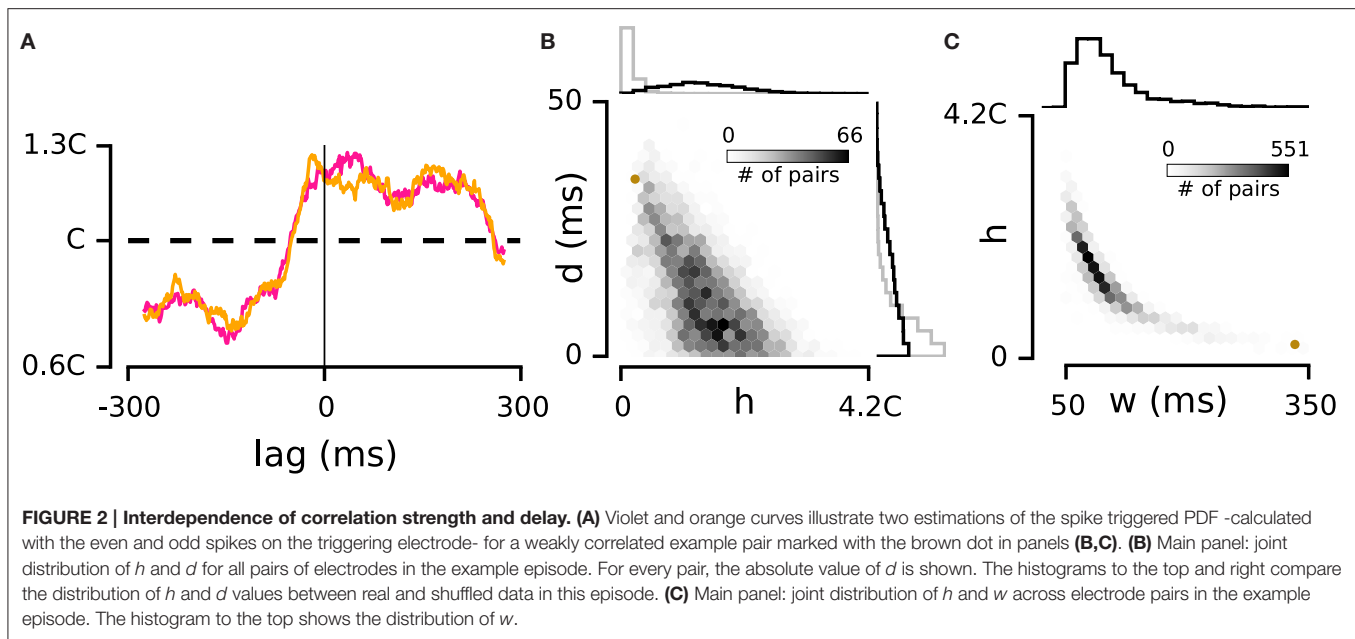 A
B
C
1.3C
C
0.6C
-300
0
300
lag (ms)
50
d (ms)
0
0
66
# of pairs
0
h
4.2C
4.2C
h
0
0
551
# of pairs
50
w (ms)
350
FIGURE 2 | Interdependence of correlation strength and delay. (A) Violet and orange curves illustrate two estimations of the spike triggered PDF -calculated
with the even and odd spikes on the triggering electrode- for a weakly correlated example pair marked with the brown dot in panels (B,C). (B) Main panel: joint
distribution of h and d for all pairs of electrodes in the example episode. For every pair, the absolute value of d is shown. The histograms to the top and right compare
the distribution of h and d values between real and shuffled data in this episode. (C) Main panel: joint distribution of h and w across electrode pairs in the example
episode. The histogram to the top shows the distribution of w.